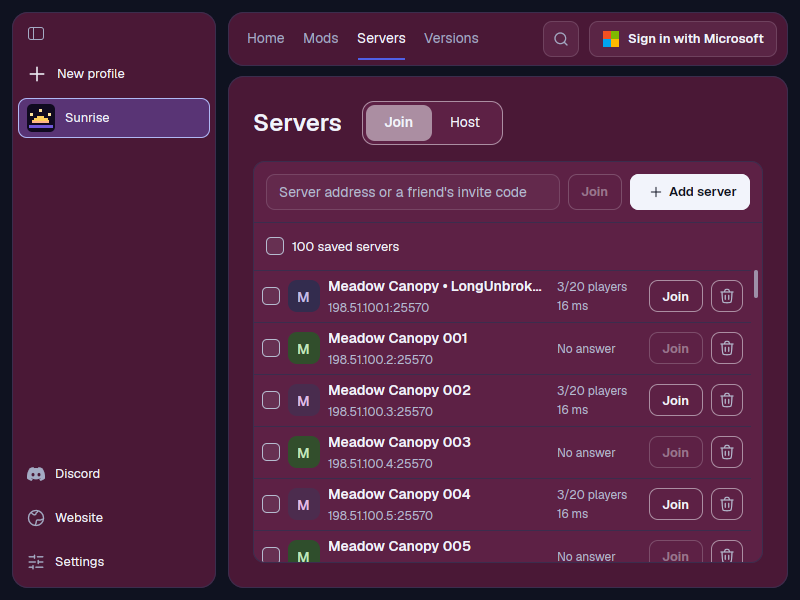 New profile
Sunrise
Discord
Website
Settings
Home Mods Servers Versions
Sign in with Microsoft
Servers
Join Host
Server address or a friend's invite code
Join
Add server
100 saved servers
M
Meadow Canopy • LongUnbrok...
198.51.100.1:25570
3/20 players
16 ms
Join
M
Meadow Canopy 001
198.51.100.2:25570
No answer
Join
M
Meadow Canopy 002
198.51.100.3:25570
3/20 players
16 ms
Join
M
Meadow Canopy 003
198.51.100.4:25570
No answer
Join
M
Meadow Canopy 004
198.51.100.5:25570
3/20 players
16 ms
Join
M
Meadow Canopy 005
No answer
Join